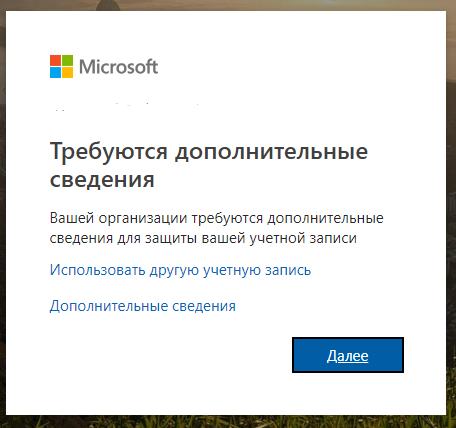 Microsoft
Требуются дополнительные
сведения
Вашей организации требуются дополнительные
сведения для защиты вашей учетной записи
Использовать другую учетную запись
Дополнительные сведения
Далее